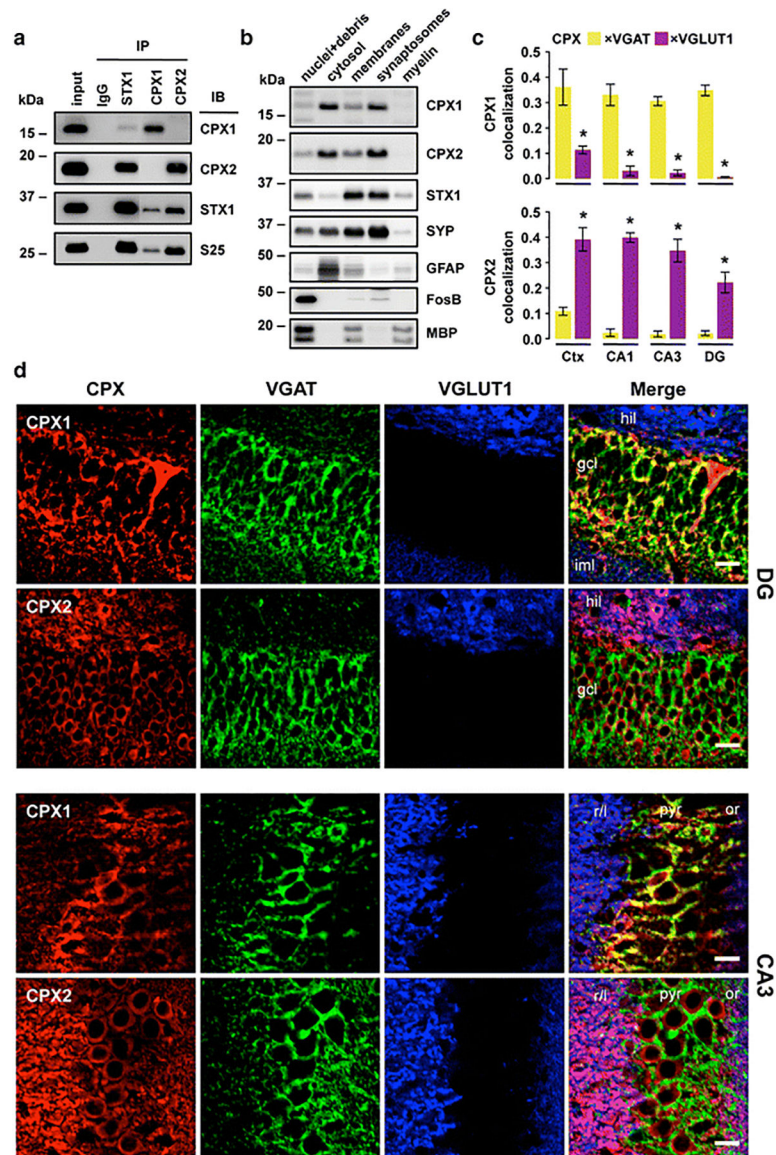 a
IP
input
IgG
STX1
CPX1
CPX2
IB
kDa
15 –
CPX1
20 –
CPX2
37 –
STX1
25 –
S25
b
nuclei+debris
cytosol
membranes
synaptosomes
myelin
kDa
15 –
CPX1
20 –
CPX2
37 –
STX1
37 –
SYP
50 –
GFAP
50 –
FosB
20 –
MBP
c
CPX ×VGAT ×VGLUT1
CPX1 colocalization
0.5
0.4
0.3
0.2
0.1
0.0
* * * *
CPX2 colocalization
0.5
0.4
0.3
0.2
0.1
0.0
* * * *
Ctx CA1 CA3 DG
d
CPX VGAT VGLUT1 Merge
CPX1
hil
gcl
iml
CPX2
hil
gcl
DG
CPX1
r/l pyr or
CPX2
r/l pyr or
CA3